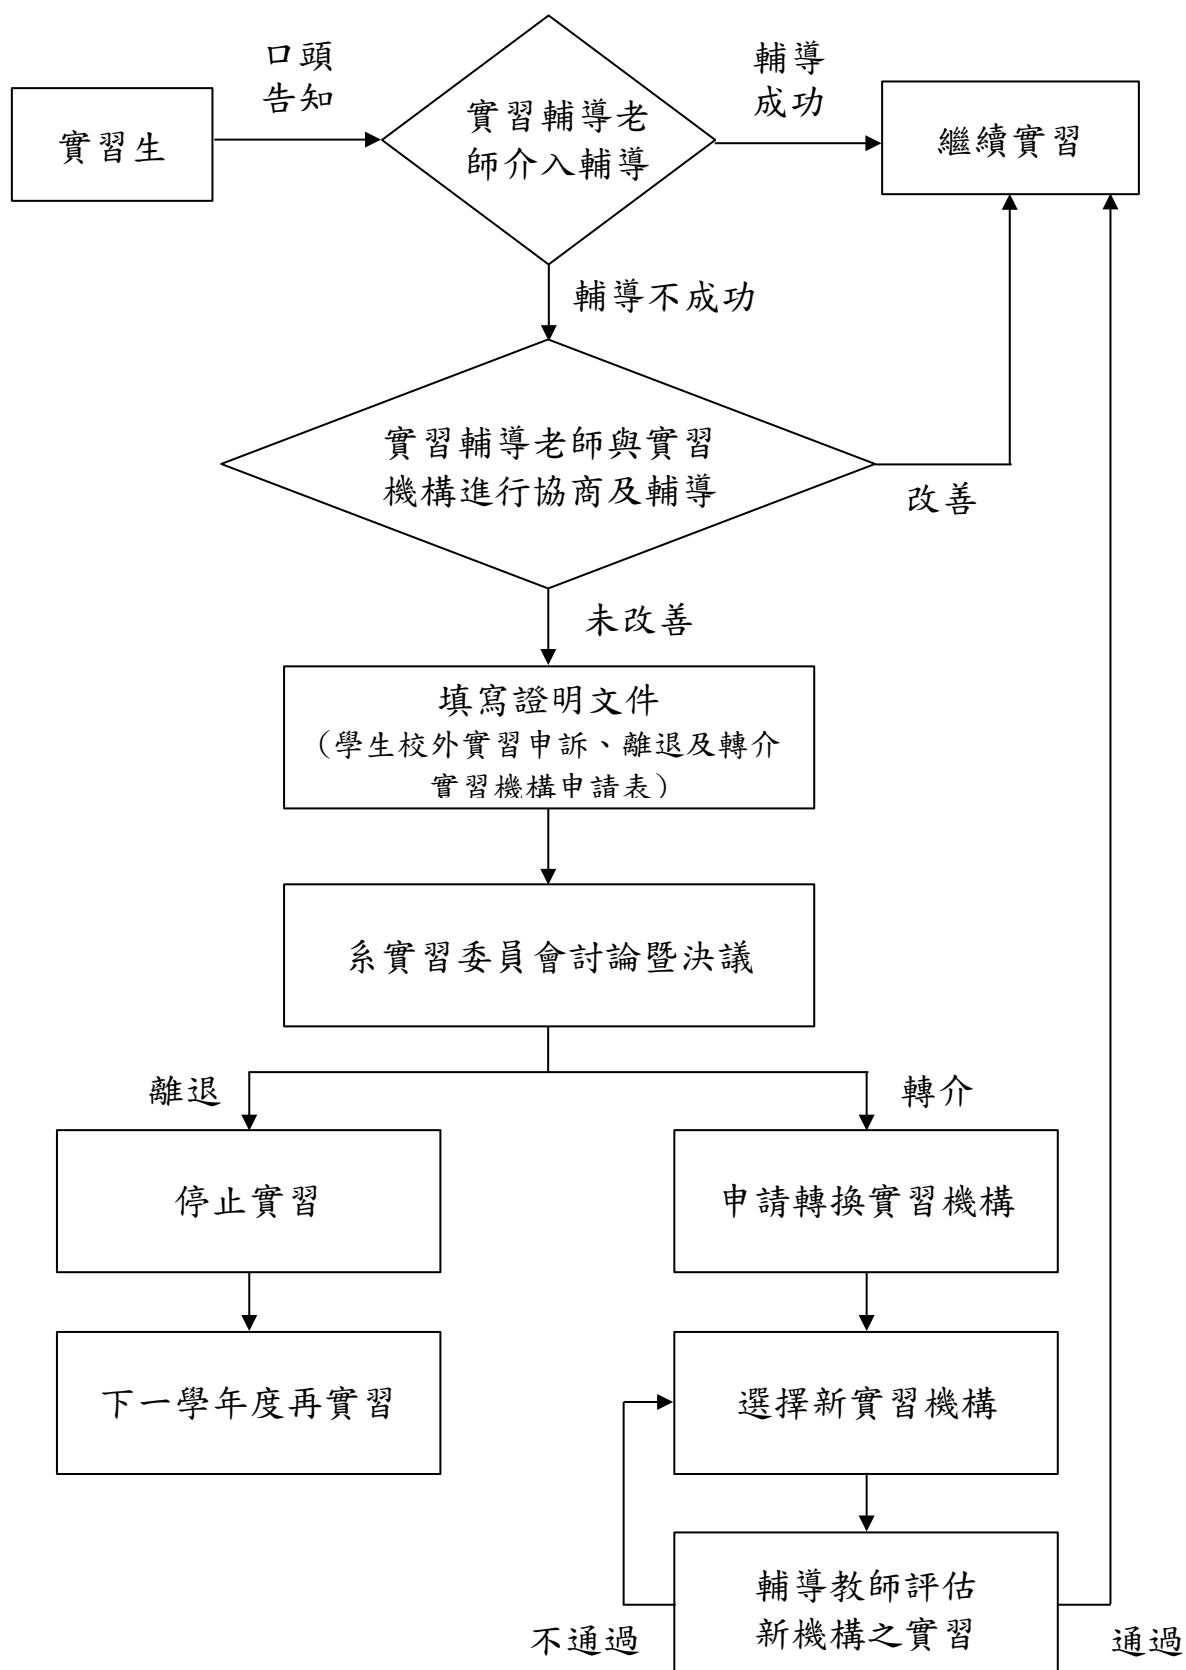 口頭
告知
輔導
成功
實習生
實習輔導老
師介入輔導
繼續實習
輔導不成功
實習輔導老師與實習
機構進行協商及輔導
改善
未改善
填寫證明文件
（學生校外實習申訴、離退及轉介
實習機構申請表）
系實習委員會討論暨決議
離退
轉介
停止實習
申請轉換實習機構
下一學年度再實習
選擇新實習機構
輔導教師評估
新機構之實習
不通過
通過